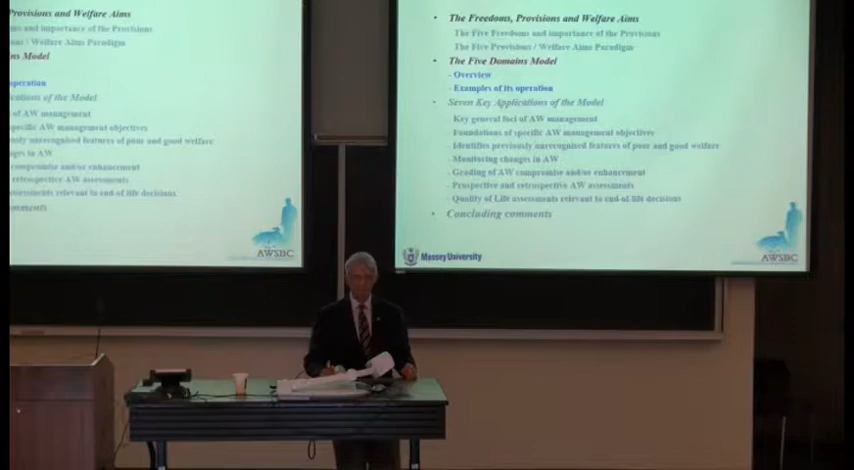 Provisions and Welfare Aims
ms and importance of the Provisions
ons / Welfare Aims Paradigm
ns Model
operation
ications of the Model
of AW management
specific AW management objectives
usly unrecognised features of poor and good welfare
nges in AW
compromise and/or enhancement
retrospective AW assessments
assessments relevant to end of life decisions
omments
AWSBC
• The Freedoms, Provisions and Welfare Aims
The Five Freedoms and importance of the Provisions
The Five Provisions / Welfare Aims Paradigm
• The Five Domains Model
- Overview
- Examples of its operation
• Seven Key Applications of the Model
Key general foci of AW management
Foundations of specific AW management objectives
Identifies previously unrecognised features of poor and good welfare
Monitoring changes in AW
Grading of AW compromise and/or enhancement
Prospective and retrospective AW assessments
Quality of Life assessments relevant to end of life decisions
• Concluding comments
Massey University
AWSBC